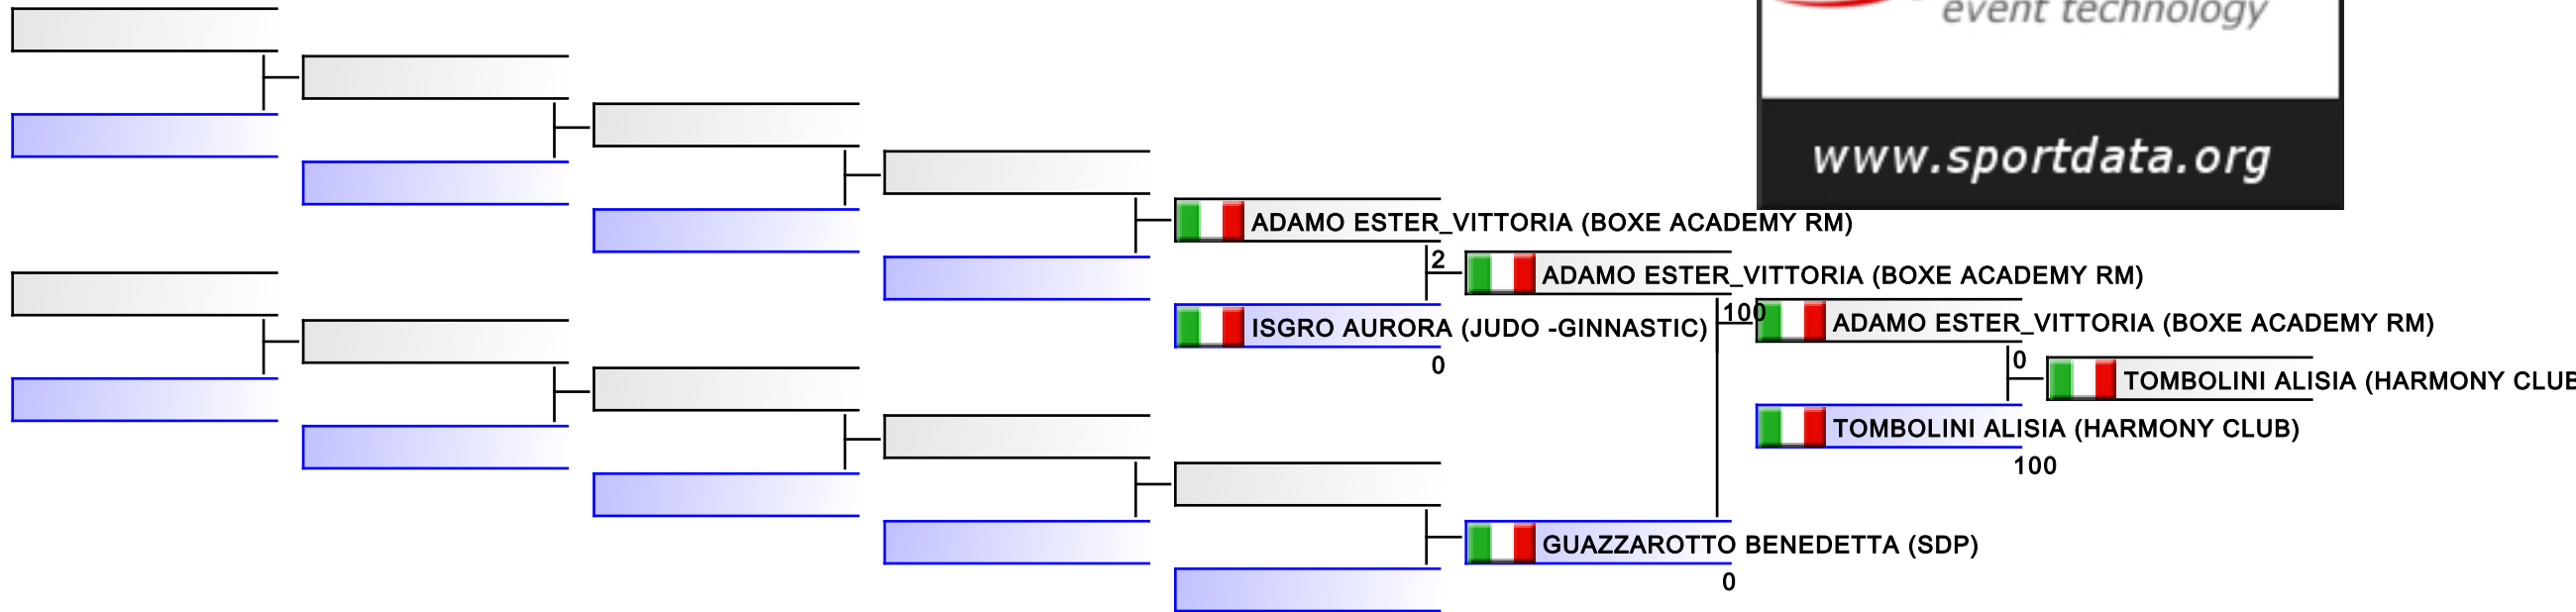 event technology
www.sportdata.org
ADAMO ESTER_VITTORIA (BOXE ACADEMY RM)
2
ADAMO ESTER_VITTORIA (BOXE ACADEMY RM)
100
ISGRO AURORA (JUDO -GINNASTIC)
ADAMO ESTER_VITTORIA (BOXE ACADEMY RM)
0
0
TOMBOLINI ALISIA (HARMONY CLUB
TOMBOLINI ALISIA (HARMONY CLUB)
100
GUAZZAROTTO BENEDETTA (SDP)
0